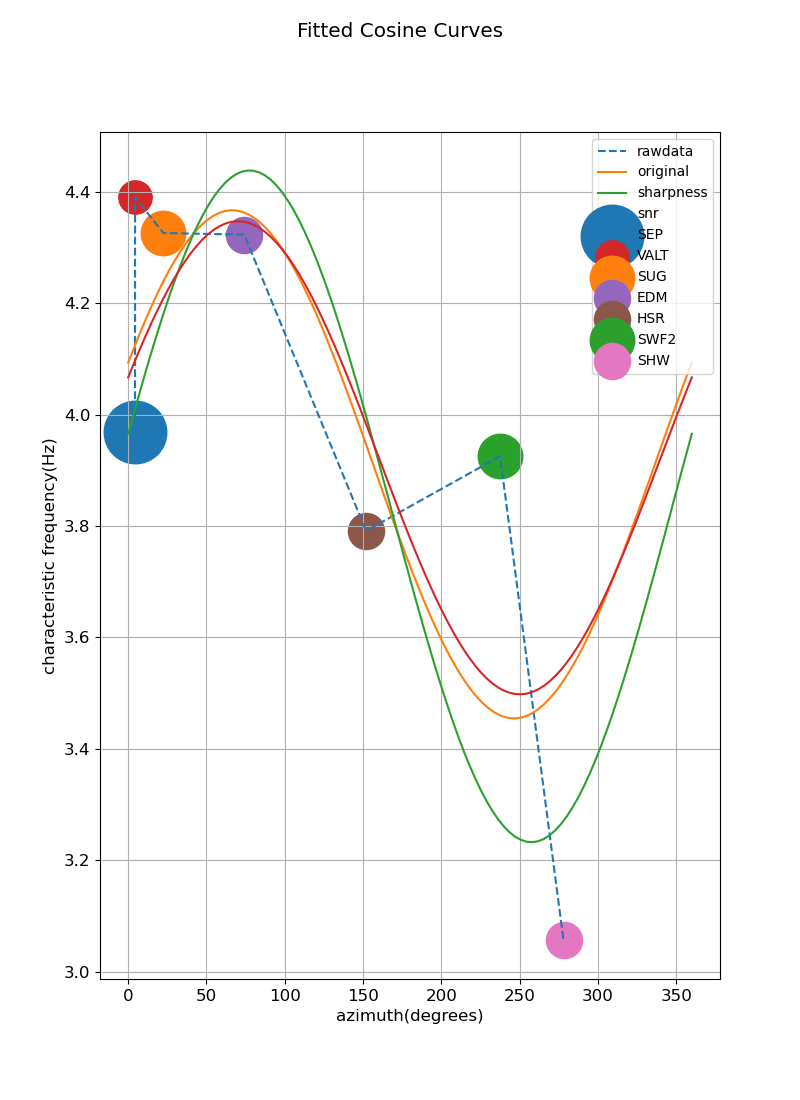 Fitted Cosine Curves
rawdata
original
sharpness
snr
SEP
VALT
SUG
EDM
HSR
SWF2
SHW
4.4
4.2
4.0
3.8
3.6
3.4
3.2
3.0
characteristic frequency(Hz)
0 50 100 150 200 250 300 350
azimuth(degrees)